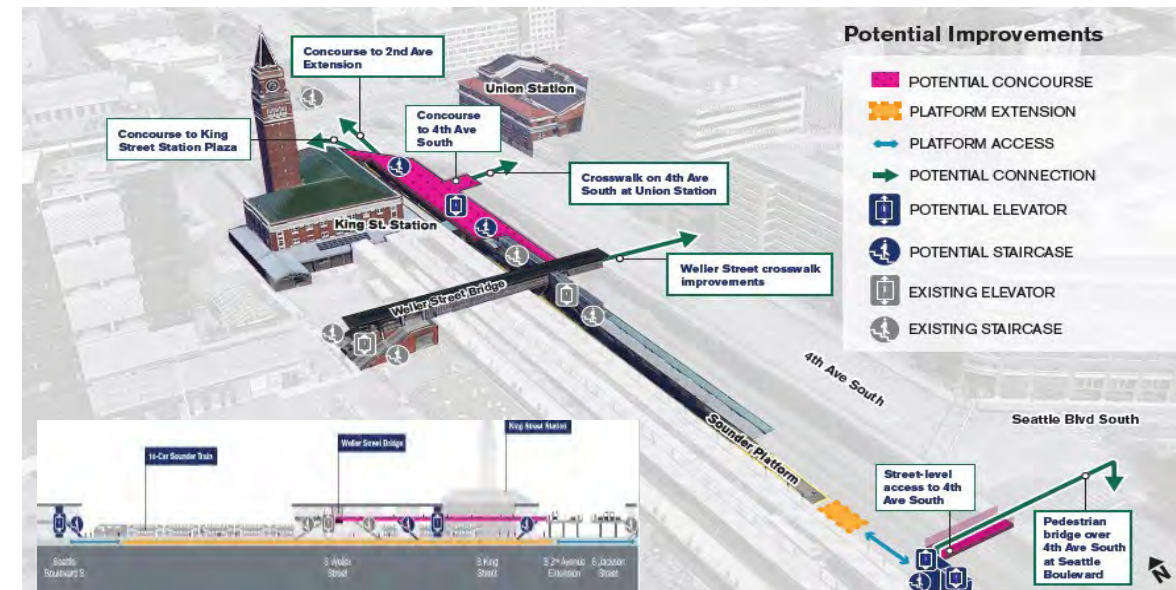 Potential Improvements
POTENTIAL CONCOURSE
PLATFORM EXTENSION
PLATFORM ACCESS
POTENTIAL CONNECTION
POTENTIAL ELEVATOR
POTENTIAL STAIRCASE
EXISTING ELEVATOR
EXISTING STAIRCASE
Concourse to 2nd Ave
Extension
Union Station
Concourse to King
Street Station Plaza
Concourse
to 4th Ave
South
Crosswalk on 4th Ave
South at Union Station
King St. Station
Weller Street crosswalk
improvements
Weller Street Bridge
4th Ave South
Seattle Blvd South
Sounder Platform
Street-level
access to 4th
Ave South
Pedestrian
bridge over
4th Ave South
at Seattle
Boulevard
N
King Street Station
Weller Street Bridge
10-Car Sounder Train
Seattle
Boulevard S
S Weller
Street
S King
Street
S 2nd Avenue
Extension
S Jackson
Street